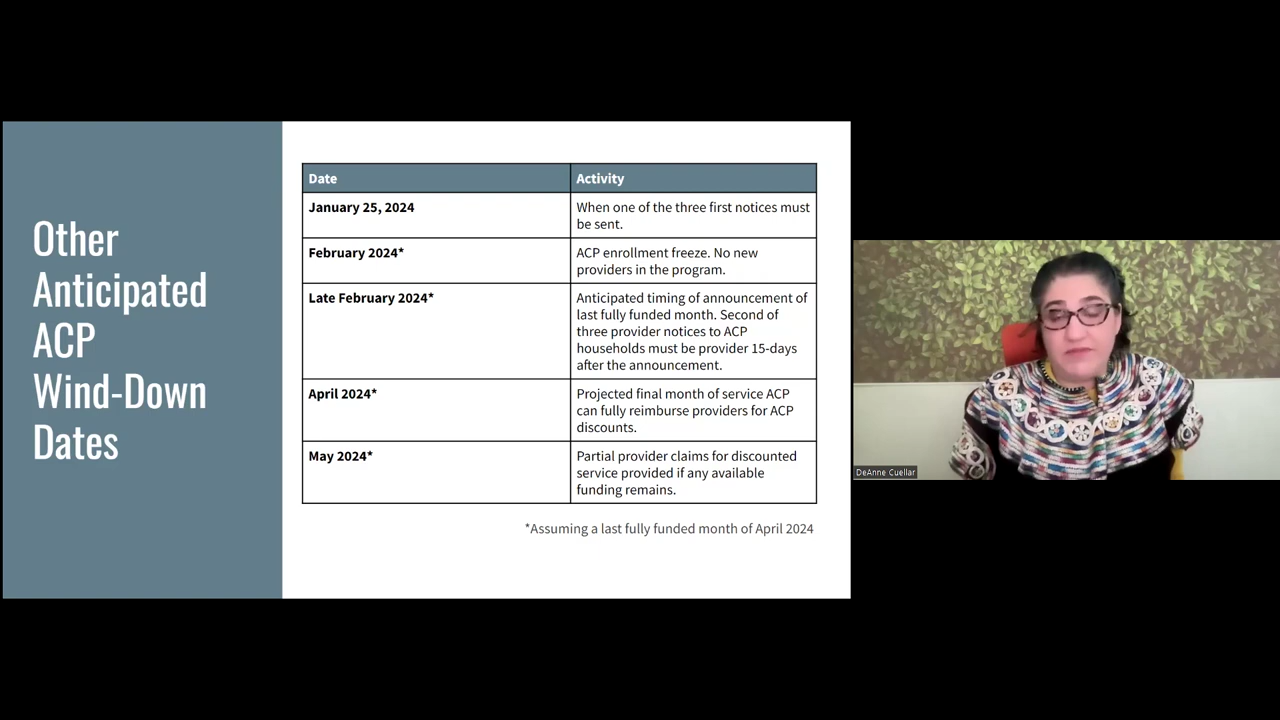 Other
Anticipated
ACP
Wind-Down
Dates
Date
Activity
January 25, 2024
When one of the three first notices must
be sent.
February 2024*
ACP enrollment freeze. No new
providers in the program.
Late February 2024*
Anticipated timing of announcement of
last fully funded month. Second of
three provider notices to ACP
households must be provider 15-days
after the announcement.
April 2024*
Projected final month of service ACP
can fully reimburse providers for ACP
discounts.
May 2024*
Partial provider claims for discounted
service provided if any available
funding remains.
*Assuming a last fully funded month of April 2024
DeAnne Cuellar